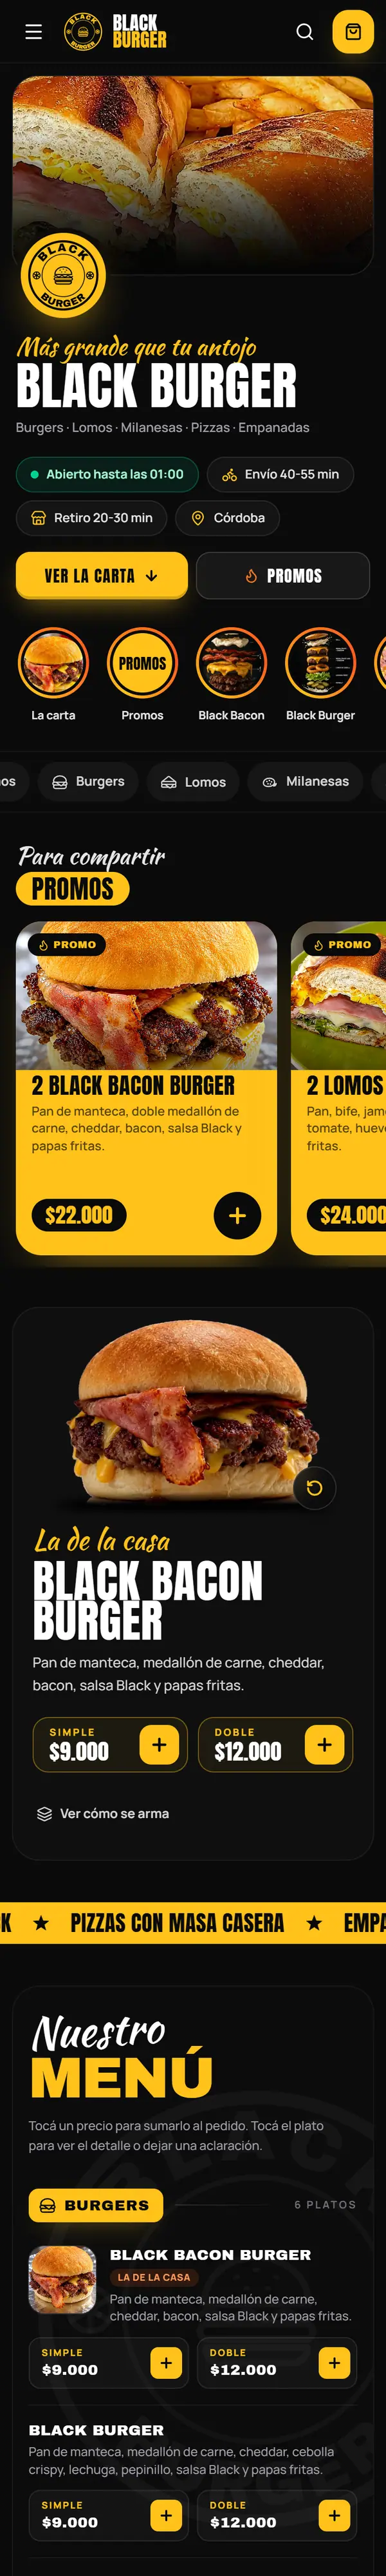 BLACK
BURGER
BLACK
BURGER
BLACK
BURGER
Más grande que tu antojo
BLACK BURGER
Burgers · Lomos · Milanesas · Pizzas · Empanadas
Abierto hasta las 01:00
Envío 40-55 min
Retiro 20-30 min
Córdoba
VER LA CARTA
PROMOS
PROMOS
La carta
Promos
Black Bacon
Black Burger
os
Burgers
Lomos
Milanesas
Para compartir
PROMOS
PROMO
PROMO
2 BLACK BACON BURGER
Pan de manteca, doble medallón de
carne, cheddar, bacon, salsa Black y
papas fritas.
$22.000
2 LOMOS
Pan, bife, jam
tomate, huev
fritas.
$24.000
La de la casa
BLACK BACON
BURGER
Pan de manteca, medallón de carne, cheddar,
bacon, salsa Black y papas fritas.
SIMPLE
$9.000
DOBLE
$12.000
Ver cómo se arma
K ★ PIZZAS CON MASA CASERA ★ EMPA
Nuestro
MENÚ
Tocá un precio para sumarlo al pedido. Tocá el plato
para ver el detalle o dejar una aclaración.
BURGERS
6 PLATOS
BLACK BACON BURGER
LA DE LA CASA
Pan de manteca, medallón de carne,
cheddar, bacon, salsa Black y papas fritas.
SIMPLE
$9.000
DOBLE
$12.000
BLACK BURGER
Pan de manteca, medallón de carne, cheddar, cebolla
crispy, lechuga, pepinillo, salsa Black y papas fritas.
SIMPLE
$9.000
DOBLE
$12.000